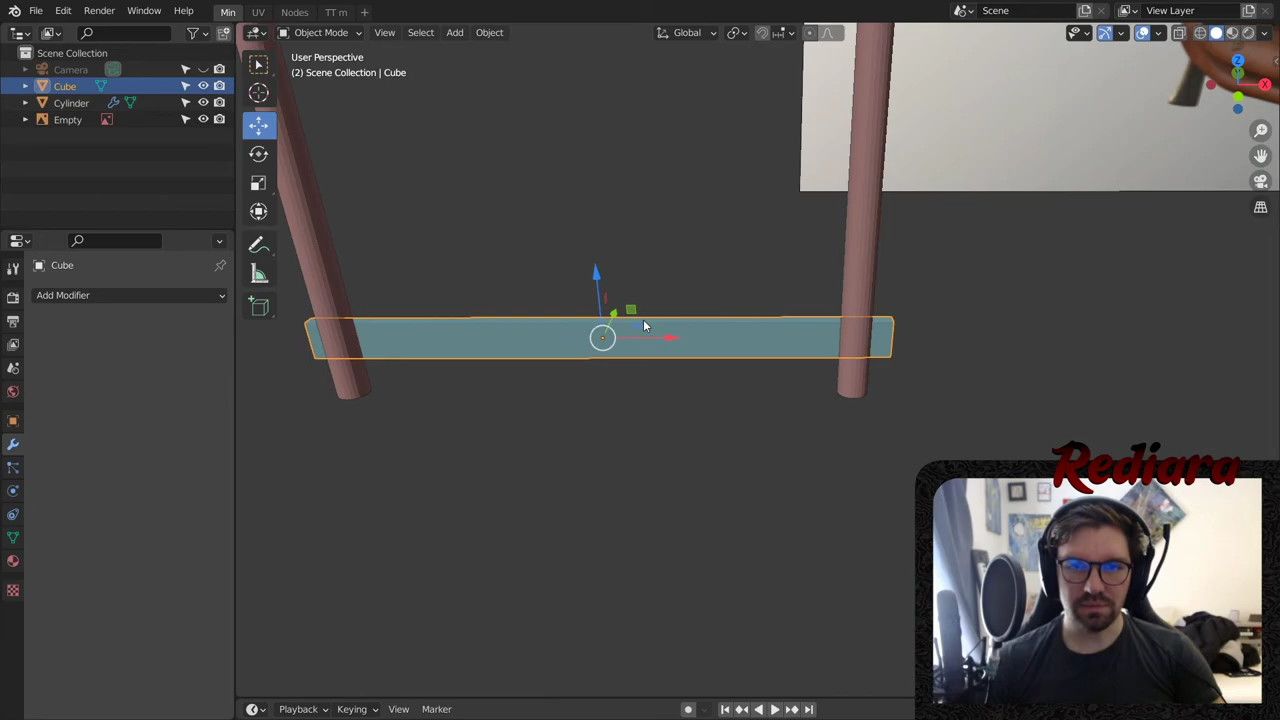 File Edit Render Window Help
Min UV Nodes TT m
Scene
View Layer
Object Mode View Select Add Object
Global
Scene Collection
Camera
Cube
Cylinder
Empty
User Perspective
(2) Scene Collection | Cube
Z
X
Cube
Add Modifier
Rediara
Playback Keying View Marker